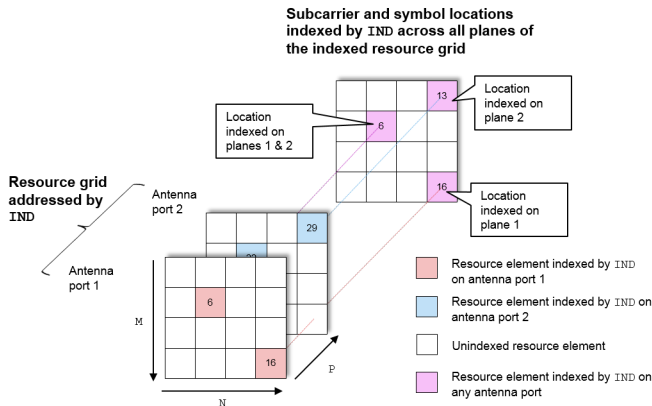 Subcarrier and symbol locations
indexed by IND across all planes of
the indexed resource grid
13
Location
indexed on
plane 2
Location
indexed on
planes 1 & 2
6
16
Location
indexed on
plane 1
Resource grid
addressed by
IND
Antenna
port 2
Antenna
port 1
29
6
16
M
N
P
Resource element indexed by IND
on antenna port 1
Resource element indexed by IND on
antenna port 2
Unindexed resource element
Resource element indexed by IND on
any antenna port